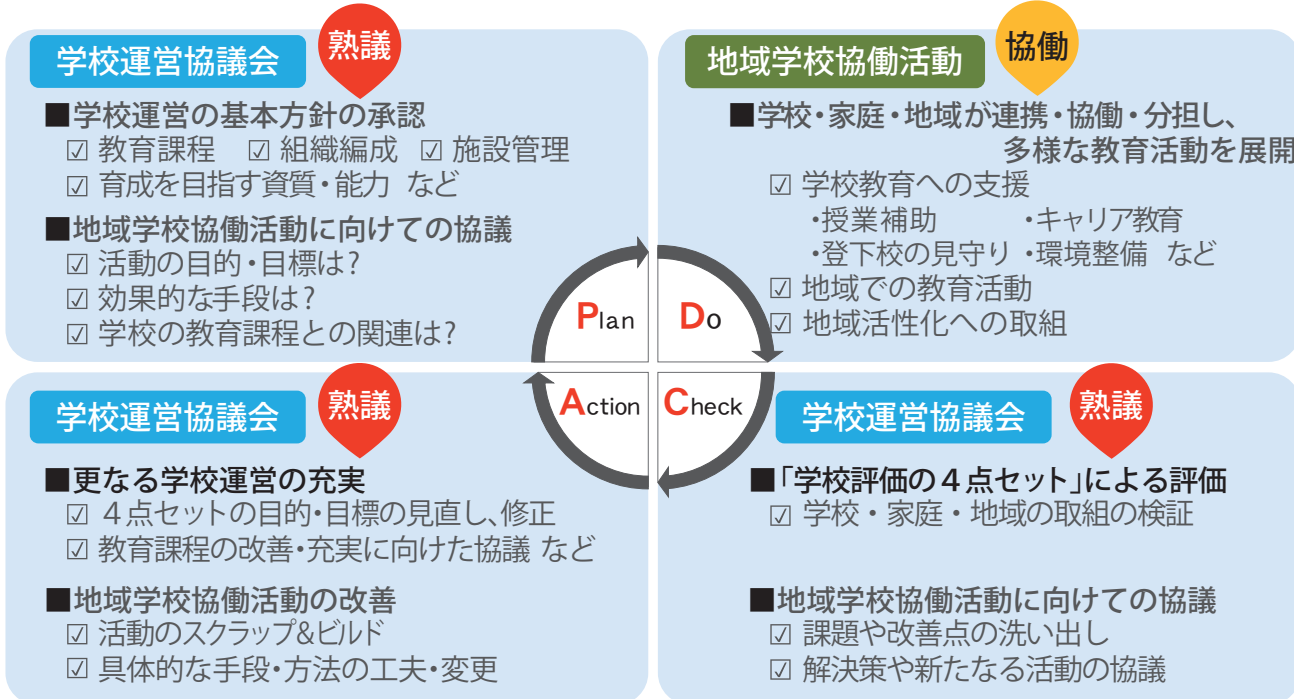 学校運営協議会
熟議
■学校運営の基本方針の承認
☑ 教育課程 ☑ 組織編成 ☑ 施設管理
☑ 育成を目指す資質・能力 など
■地域学校協働活動に向けての協議
☑ 活動の目的・目標は?
☑ 効果的な手段は?
☑ 学校の教育課程との関連は?
Plan
地域学校協働活動
協働
■学校・家庭・地域が連携・協働・分担し、
多様な教育活動を展開
☑ 学校教育への支援
・授業補助 ・キャリア教育
・登下校の見守り ・環境整備 など
☑ 地域での教育活動
☑ 地域活性化への取組
Do
学校運営協議会
熟議
■更なる学校運営の充実
☑ 4点セットの目的・目標の見直し、修正
☑ 教育課程の改善・充実に向けた協議 など
■地域学校協働活動の改善
☑ 活動のスクラップ&ビルド
☑ 具体的な手段・方法の工夫・変更
Action
学校運営協議会
熟議
■「学校評価の4点セット」による評価
☑ 学校・家庭・地域の取組の検証
■地域学校協働活動に向けての協議
☑ 課題や改善点の洗い出し
☑ 解決策や新たなる活動の協議
Check